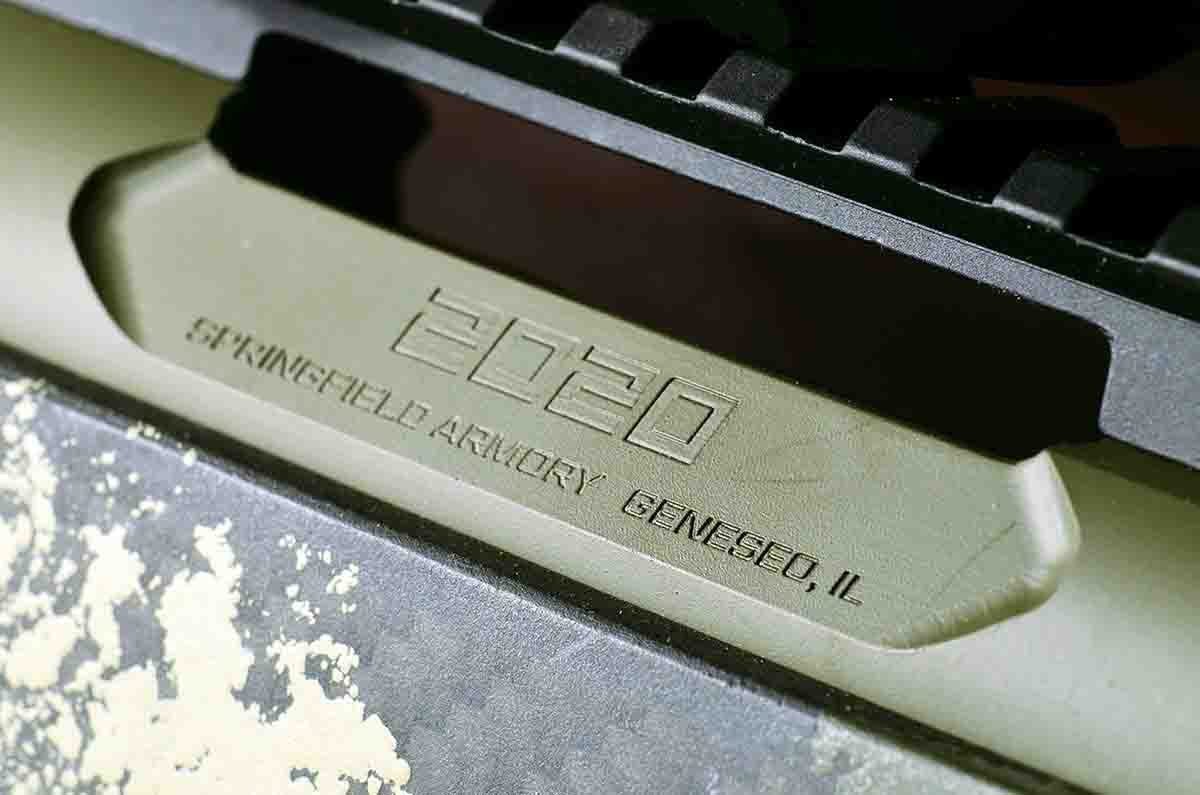 2020
SPRINGFIELD ARMORY GENESEO, IL